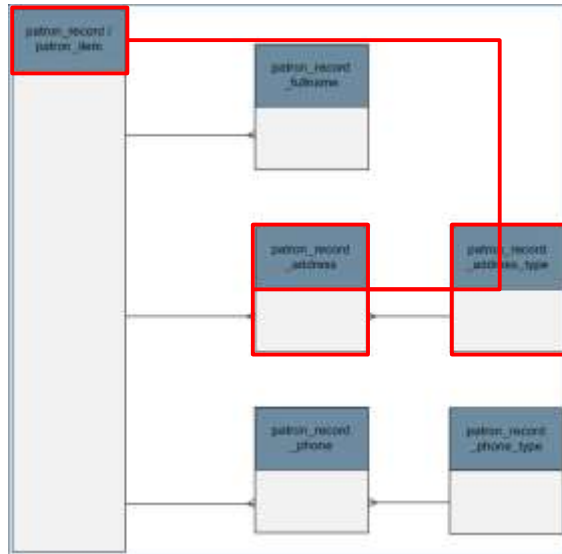 patron_record /
patron_item
patron_record
_fullname
patron_record
_address
patron_record
_address_type
patron_record
_phone
patron_record
_phone_type